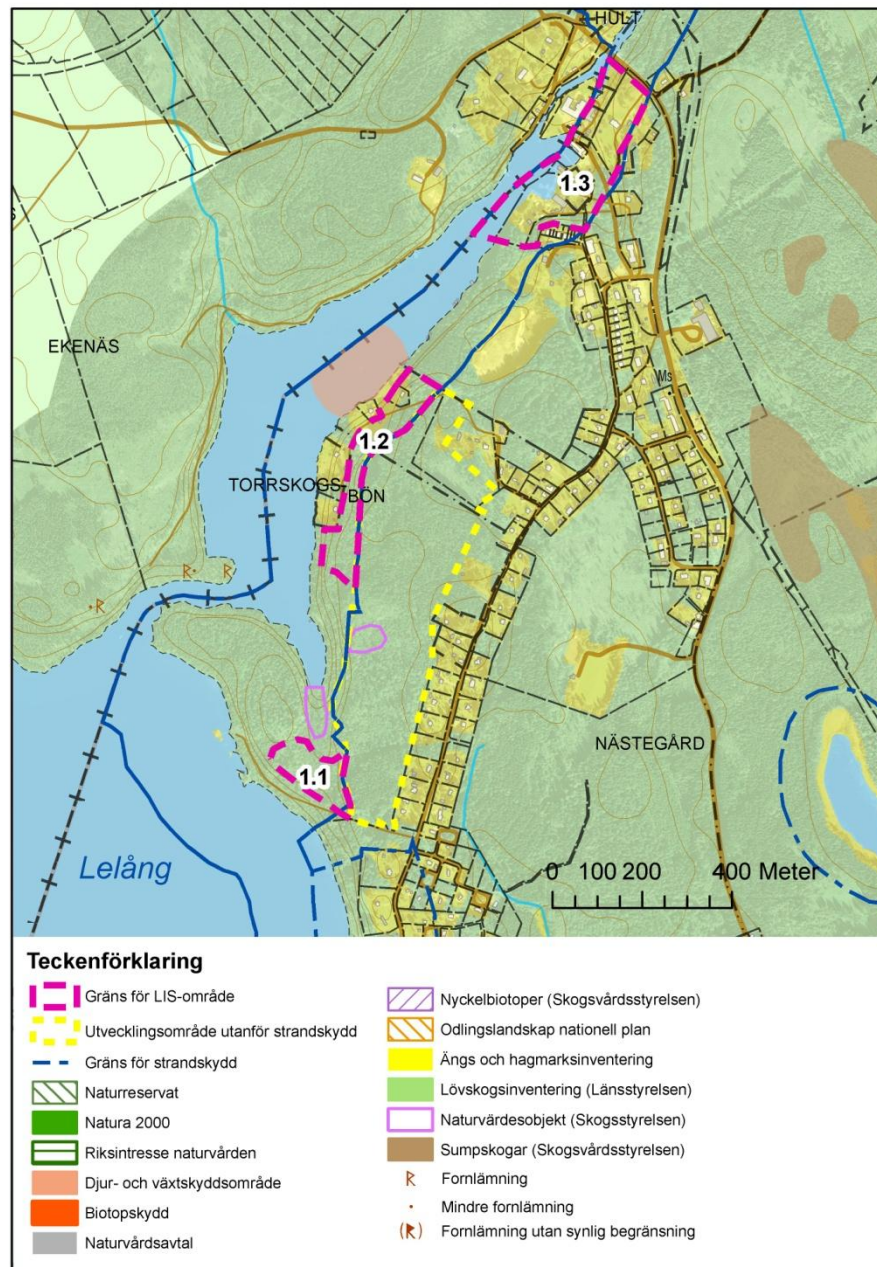 HULT
1.3
EKENÄS
Ms
1.2
TORRSKOGS-
BÖN
R
R
R
NÄSTEGÅRD
1.1
Lelång
0 100 200 400 Meter
Teckenförklaring
Gräns för LIS-område
Utvecklingsområde utanför strandskydd
Gräns för strandskydd
Naturreservat
Natura 2000
Riksintresse naturvården
Djur- och växtskyddsområde
Biotopskydd
Naturvårdsavtal
Nyckelbiotoper (Skogsvårdsstyrelsen)
Odlingslandskap nationell plan
Ängs och hagmarksinventering
Lövskogsinventering (Länsstyrelsen)
Naturvärdesobjekt (Skogsstyrelsen)
Sumpskogar (Skogsvårdsstyrelsen)
R Fornlämning
Mindre fornlämning
(R) Fornlämning utan synlig begränsning